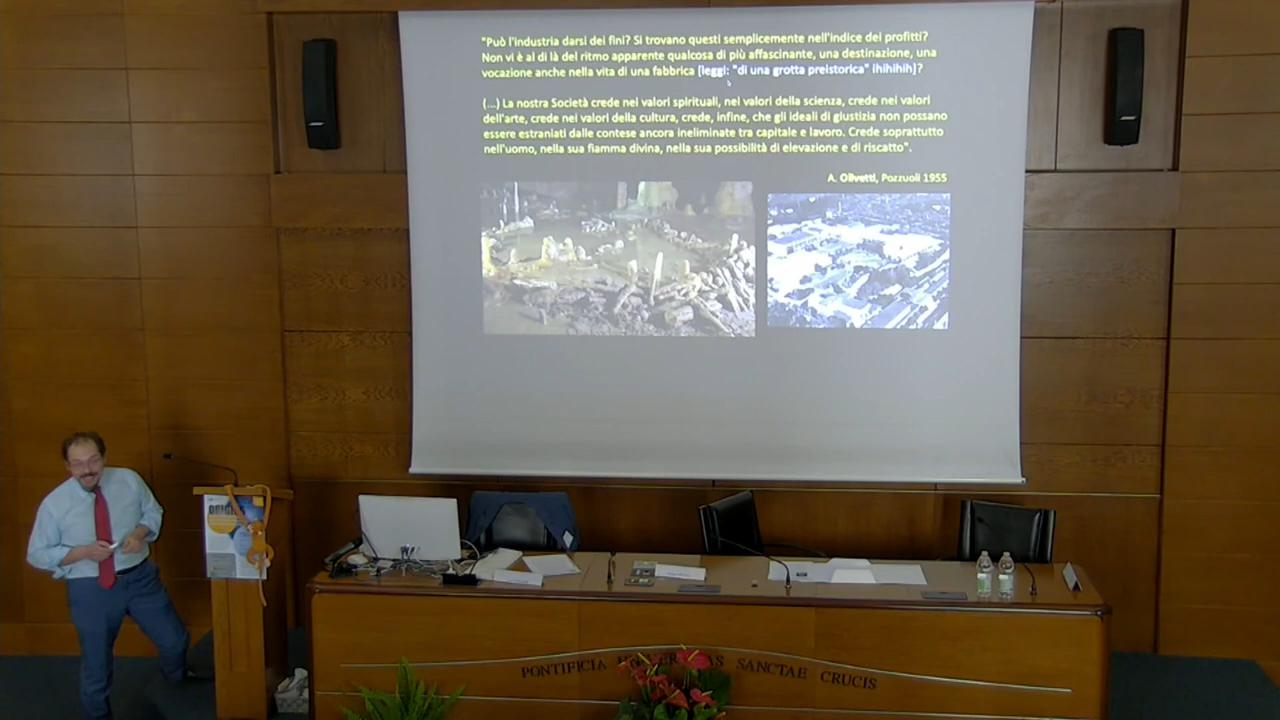 "Può l'industria darsi dei fini? Si trovano questi semplicemente nell'indice dei profitti?
Non vi è al di là del ritmo apparente qualcosa di più affascinante, una destinazione, una
vocazione anche nella vita di una fabbrica [leggi: "di una grotta preistorica" ihihihih]?
(...) La nostra Società crede nei valori spirituali, nei valori della scienza, crede nei valori
dell'arte, crede nei valori della cultura, crede, infine, che gli ideali di giustizia non possano
essere estraniati dalle contese ancora ineliminate tra capitale e lavoro. Crede soprattutto
nell'uomo, nella sua fiamma divina, nella sua possibilità di elevazione e di riscatto".
A. Olivetti, Pozzuoli 1955
PONTIFICIA SANCTAE CRUCIS